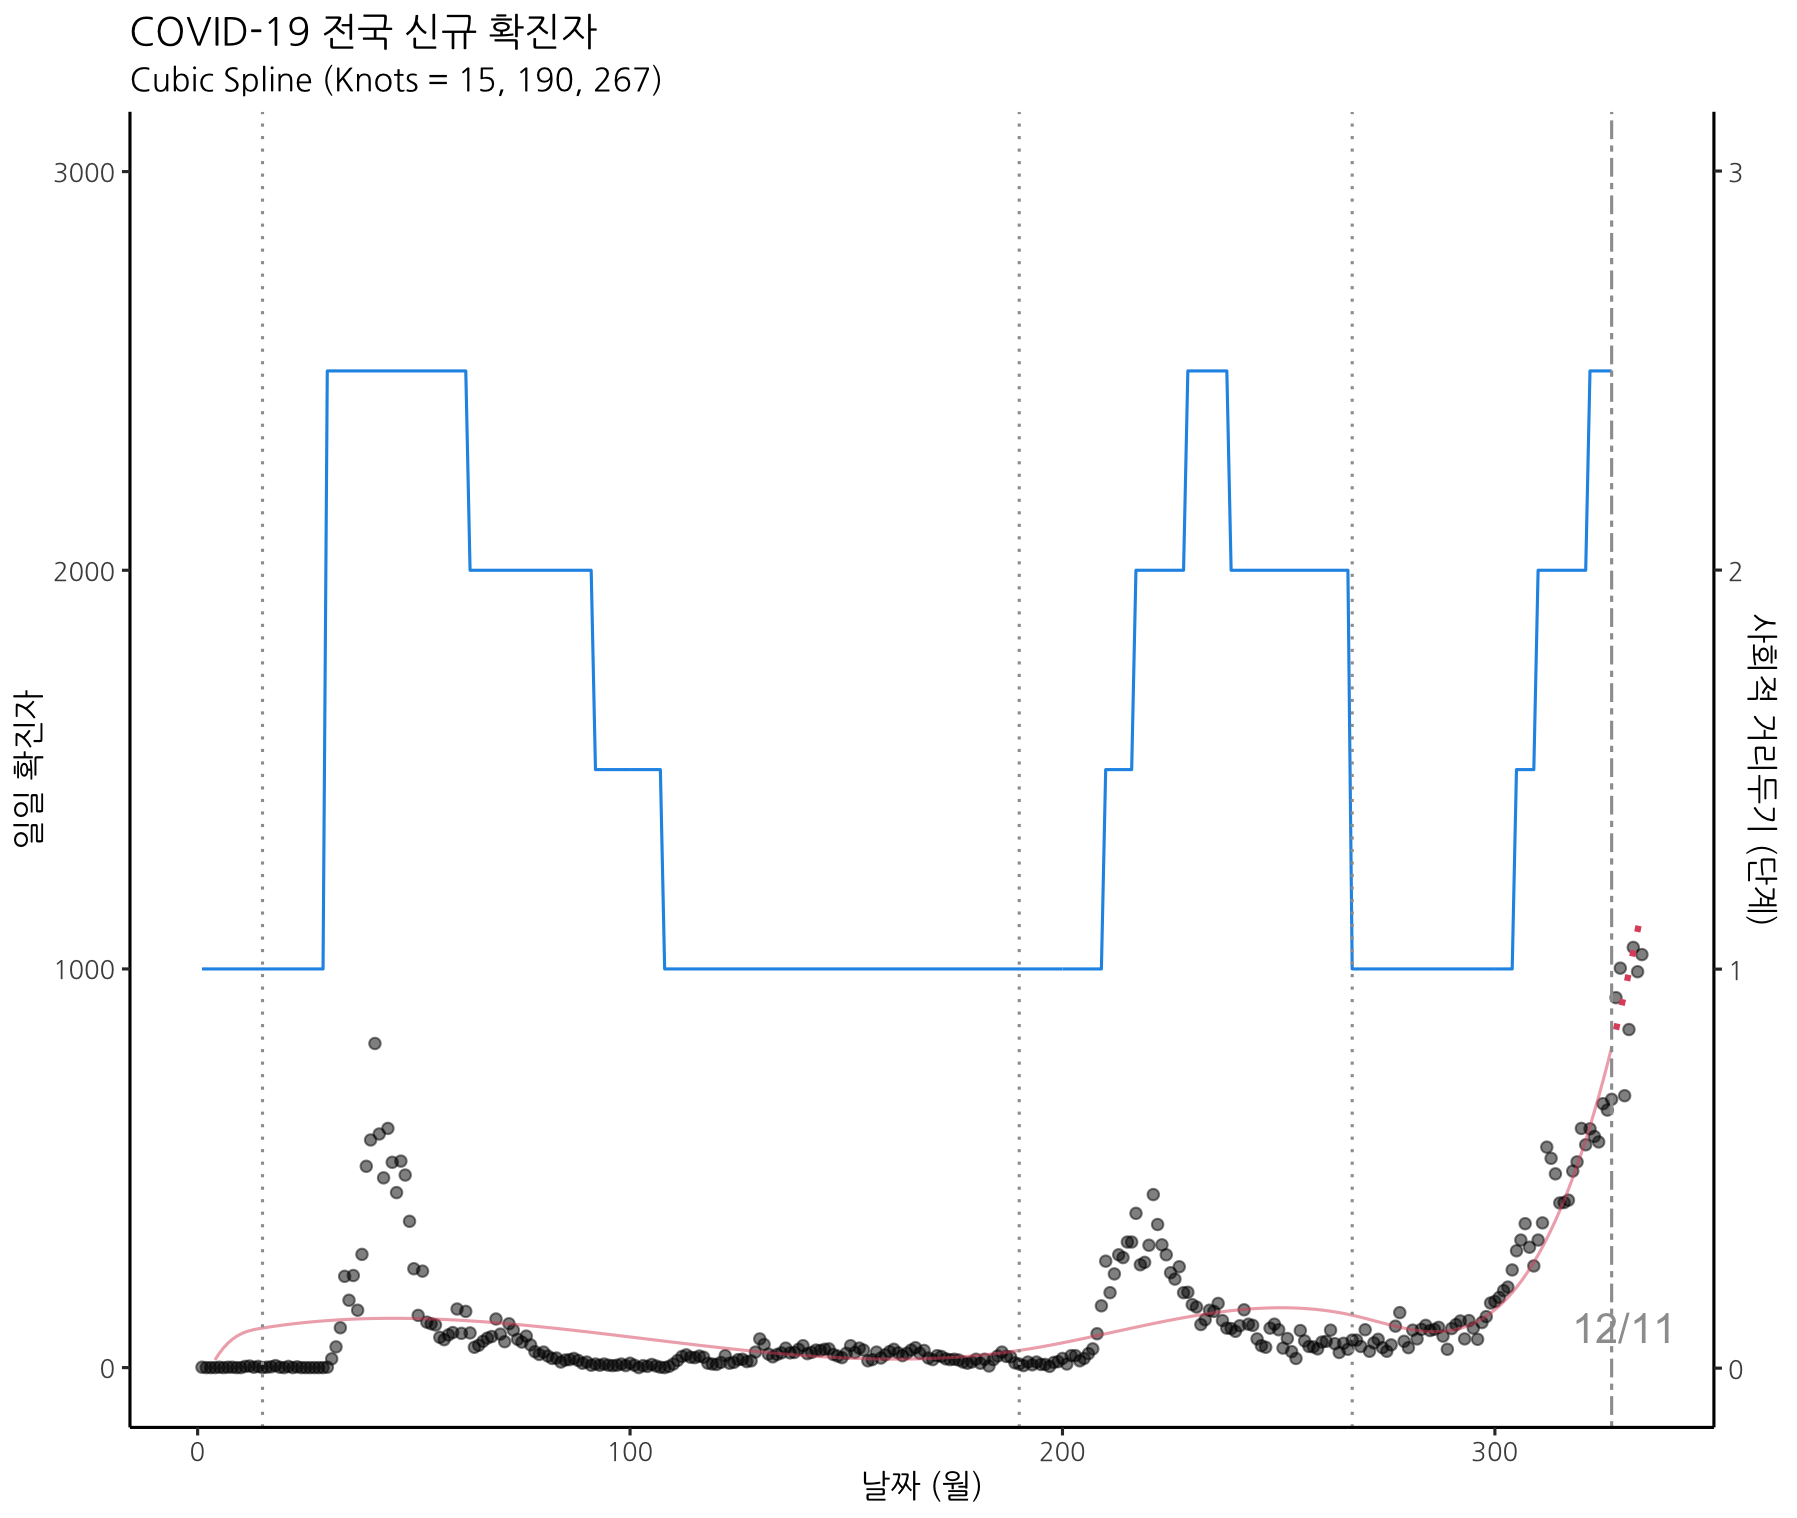 COVID-19 전국 신규 확진자
Cubic Spline (Knots = 15, 190, 267)
3000
2000
1000
0
일일 확진자
3
2
1
0
사회적 거리두기 (단계)
12/11
0 100 200 300
날짜 (월)